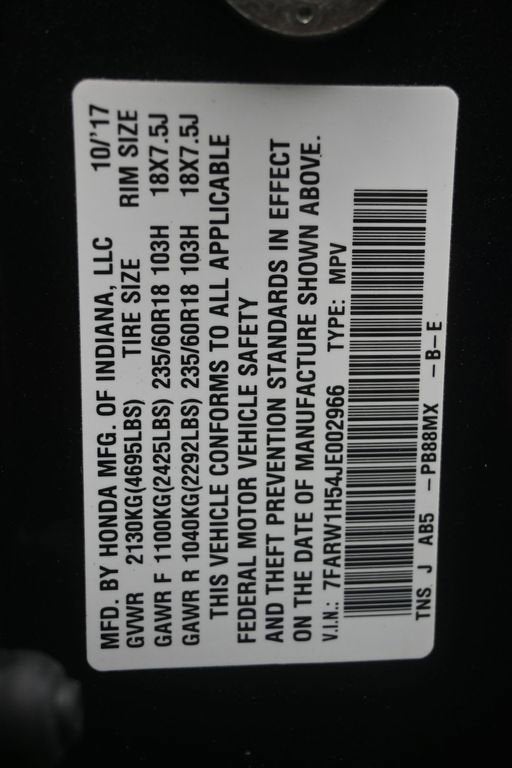 MFD. BY HONDA MFG. OF INDIANA, LLC 10/'17
GVWR 2130KG(4695LBS) TIRE SIZE RIM SIZE
GAWR F 1100KG(2425LBS) 235/60R18 103H 18X7.5J
GAWR R 1040KG(2292LBS) 235/60R18 103H 18X7.5J
THIS VEHICLE CONFORMS TO ALL APPLICABLE
FEDERAL MOTOR VEHICLE SAFETY
AND THEFT PREVENTION STANDARDS IN EFFECT
ON THE DATE OF MANUFACTURE SHOWN ABOVE.
V.I.N.: 7FARW1H54JE002966 TYPE: MPV
TNS J AB5 -PB88MX -B-E